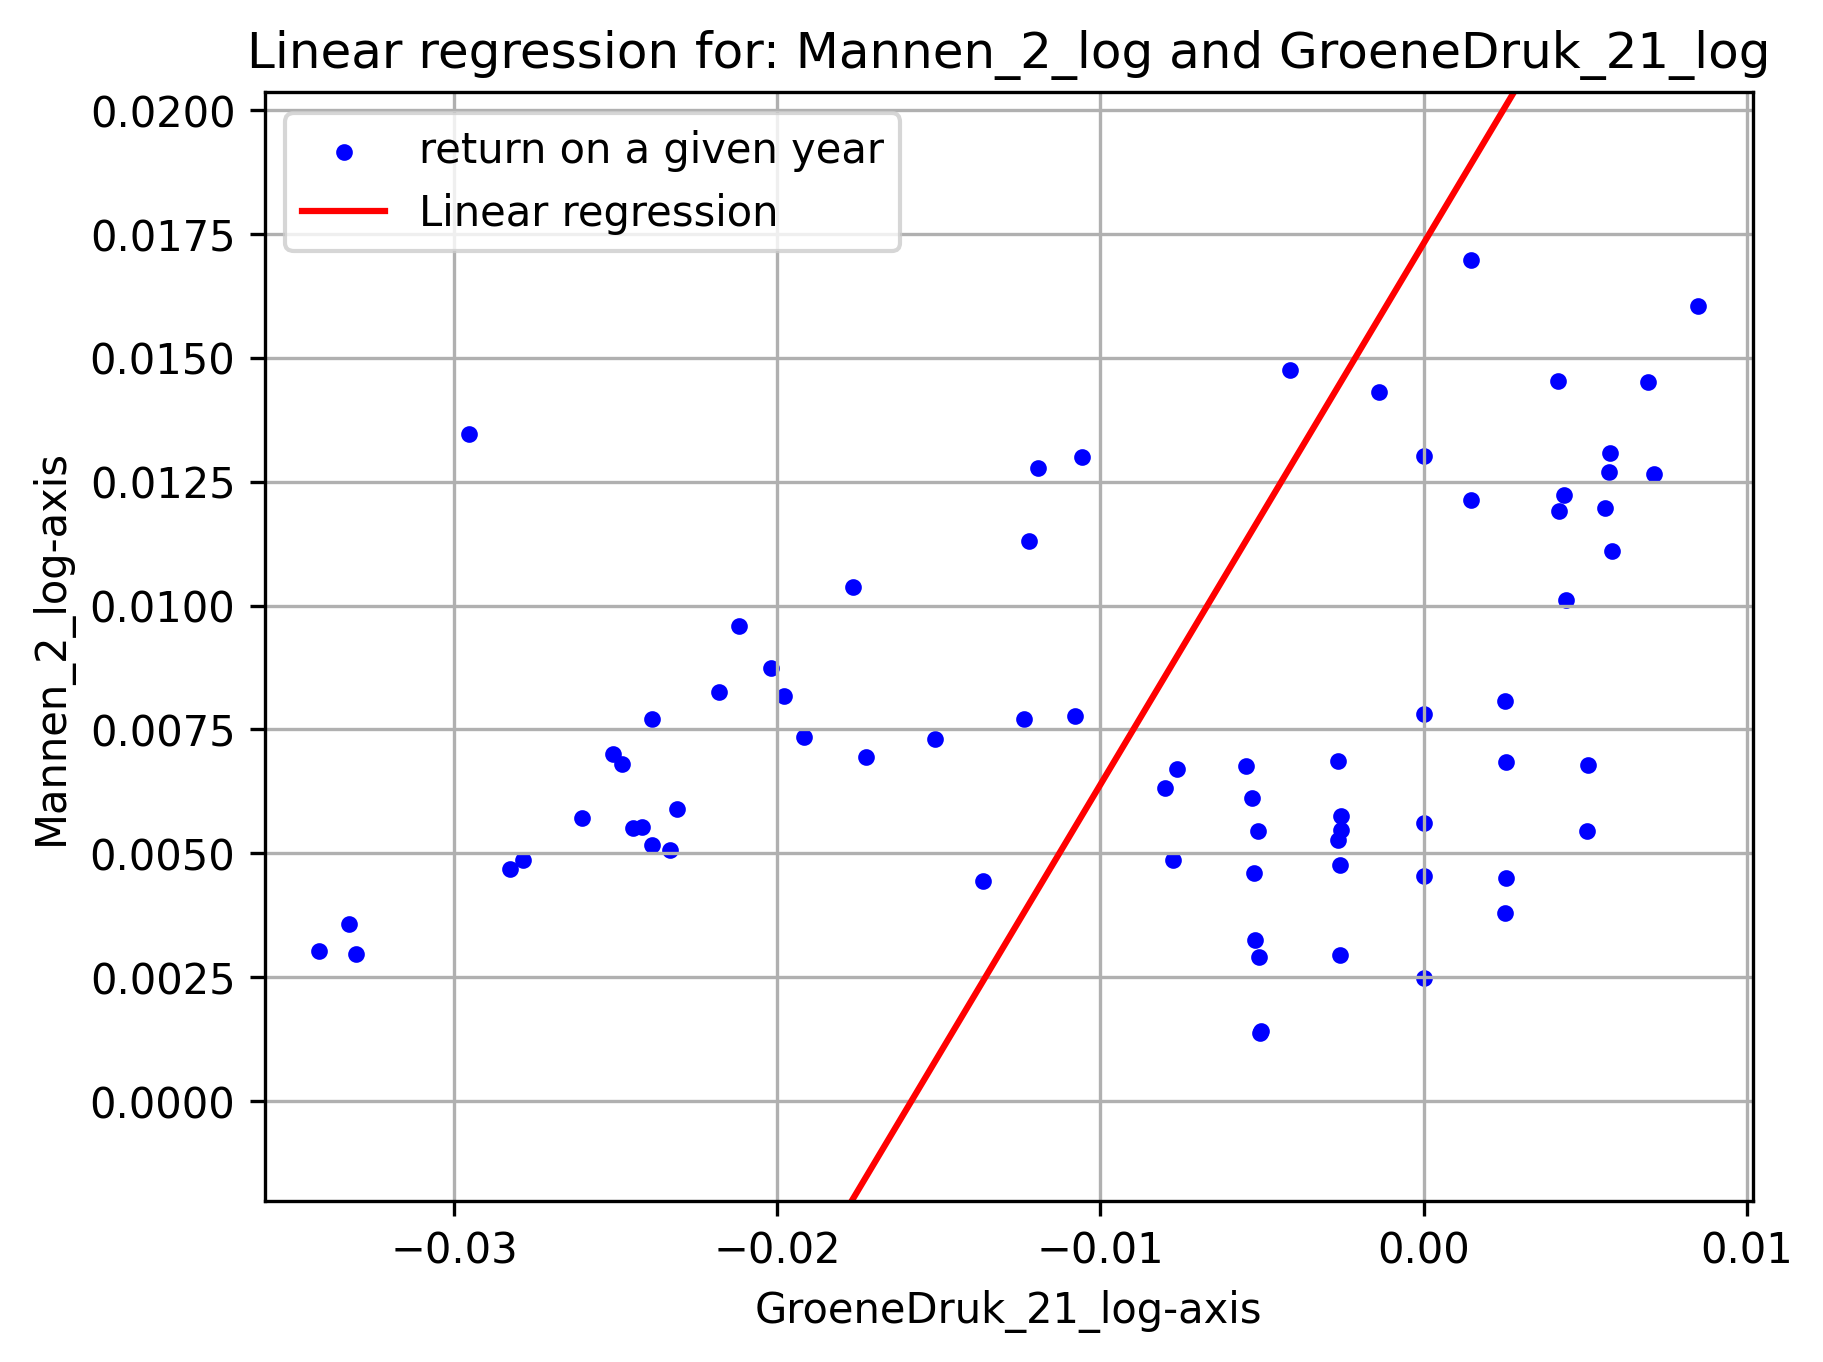 Linear regression for: Mannen_2_log and GroeneDruk_21_log
return on a given year
Linear regression
0.0200
0.0175
0.0150
0.0125
0.0100
0.0075
0.0050
0.0025
0.0000
Mannen_2_log-axis
−0.03
−0.02
−0.01
0.00
0.01
GroeneDruk_21_log-axis